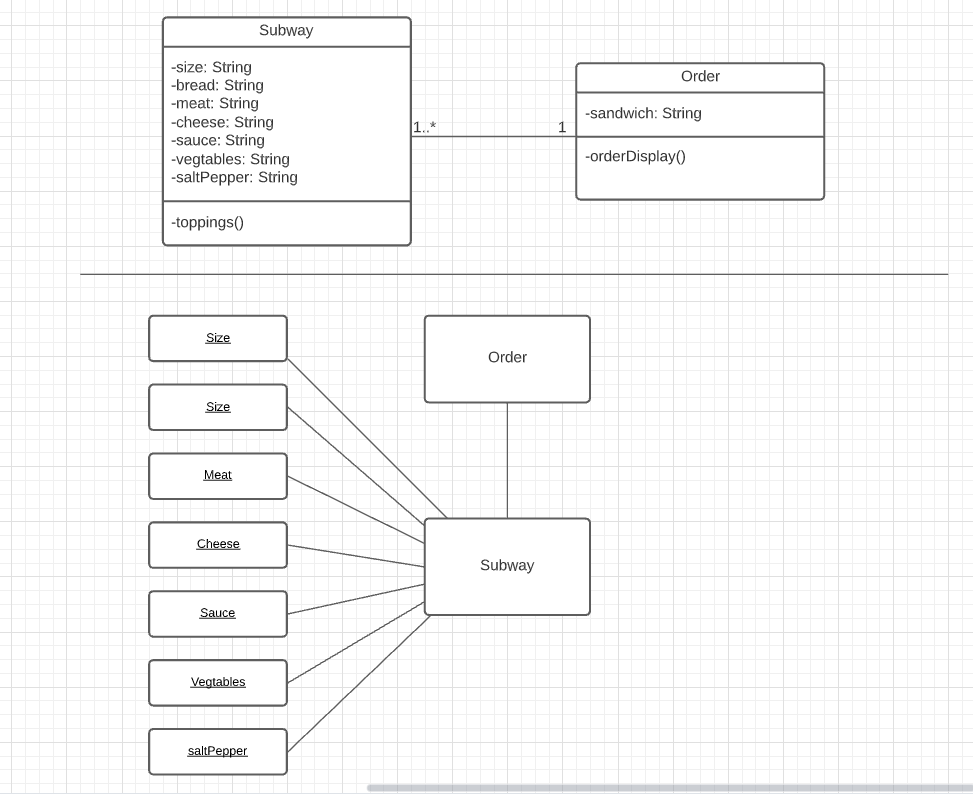 Subway
-size: String
-bread: String
-meat: String
-cheese: String
-sauce: String
-vegtables: String
-saltPepper: String
-toppings()
1..*
1
Order
-sandwich: String
-orderDisplay()
Size
Size
Meat
Cheese
Sauce
Vegtables
saltPepper
Order
Subway